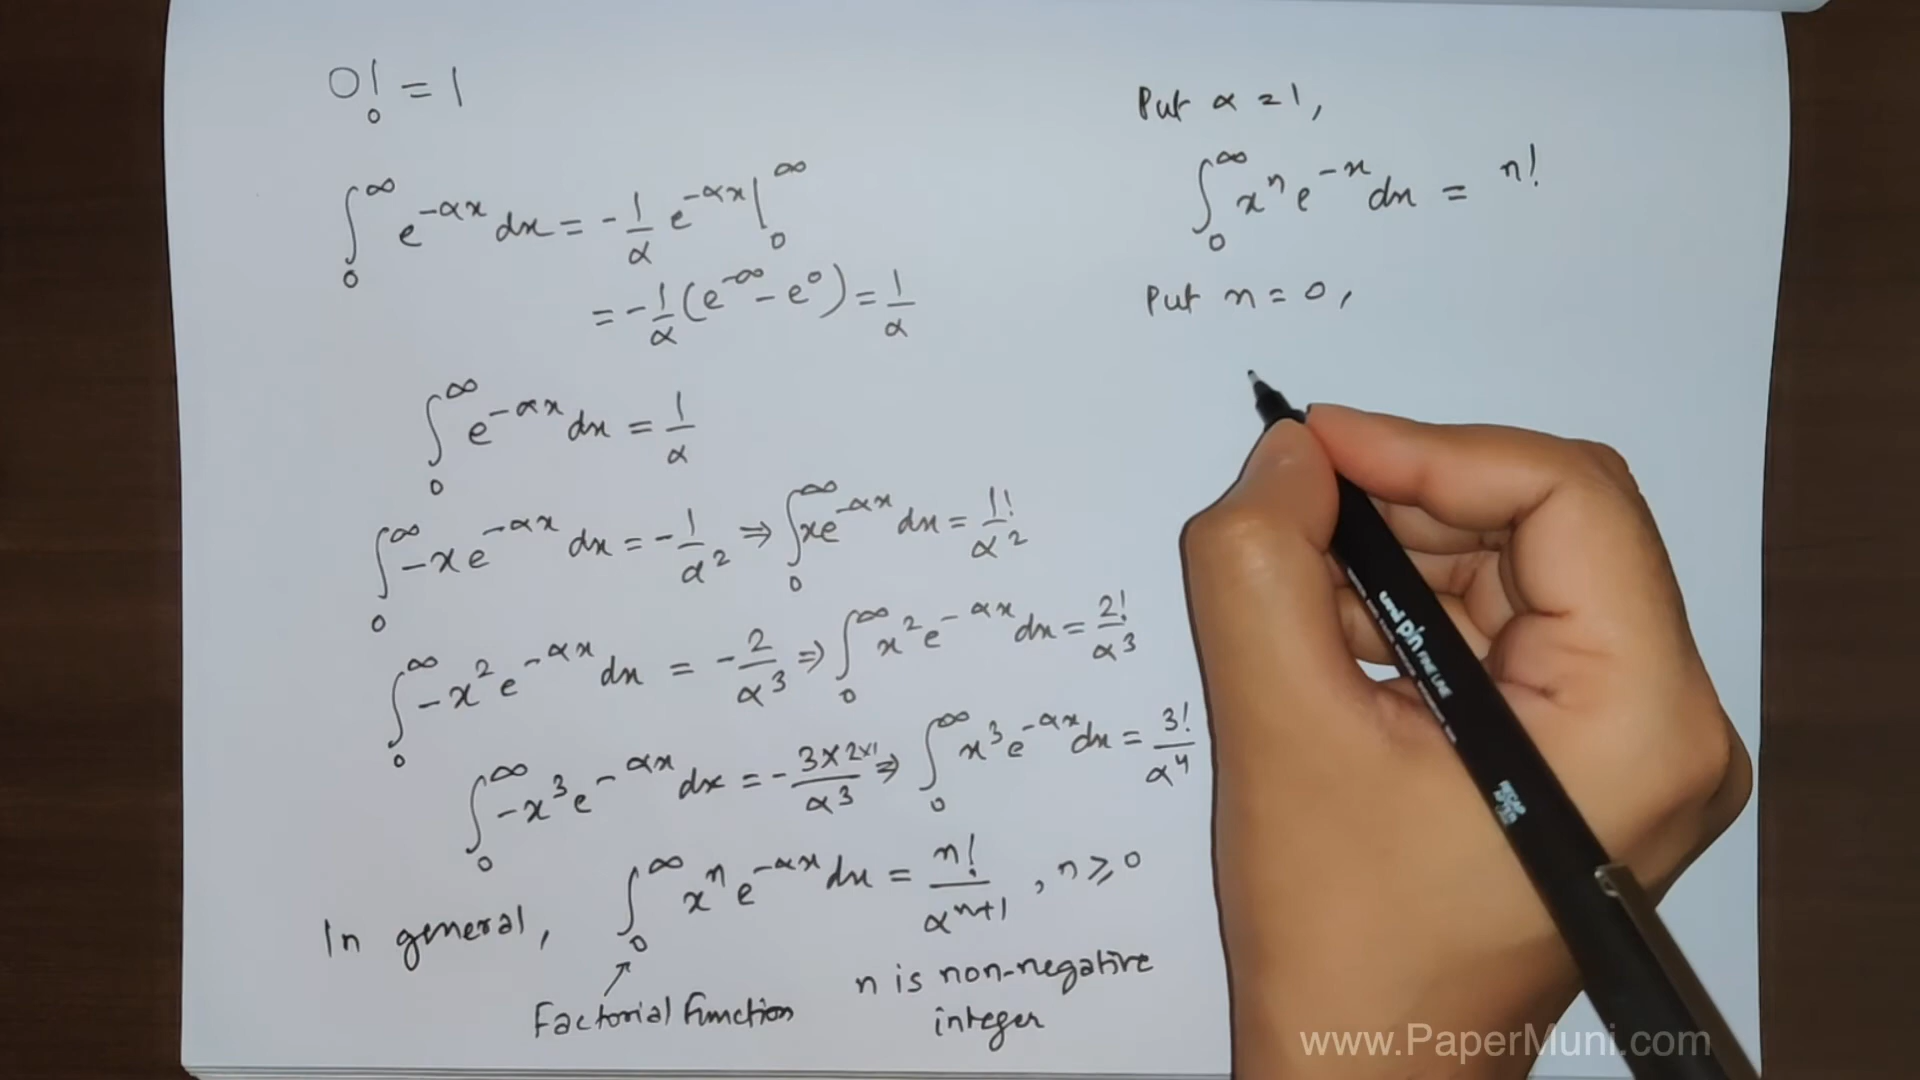 0! = 1
∫₀^∞ e^{-αx} dx = -1/α e^{-αx} |₀^∞
= -1/α (e^{-∞} - e^0) = 1/α
∫₀^∞ e^{-αx} dx = 1/α
∫₀^∞ -x e^{-αx} dx = -1/α² ⇒ ∫₀^∞ x e^{-αx} dx = 1!/α²
∫₀^∞ -x² e^{-αx} dx = -2/α³ ⇒ ∫₀^∞ x² e^{-αx} dx = 2!/α³
∫₀^∞ -x³ e^{-αx} dx = -3×2×1/α³ ⇒ ∫₀^∞ x³ e^{-αx} dx = 3!/α⁴
In general, ∫₀^∞ xⁿ e^{-αx} dx = n!/α^{n+1}, n ≥ 0
Factorial Function
n is non-negative
integer
Put α = 1,
∫₀^∞ xⁿ e^{-x} dx = n!
Put n = 0,
uni pin FINE LINE
www.PaperMuni.com